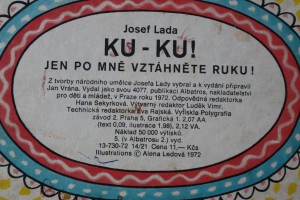 Josef Lada
KU - KU!
JEN PO MNĚ VZTÁHNĚTE RUKU!
Z tvorby národního umělce Josefa Lady vybral a k vydání připravil
Jan Vrána. Vydal jako svou 4077. publikaci Albatros, nakladatelství
pro děti a mládež, v Praze roku 1972. Odpovědná redaktorka
Hana Sekyrková. Výtvarný redaktor Luděk Vimr.
Technická redaktorka Eva Rajská. Vytiskla Polygrafia
závod 2, Praha 5, Grafická 1. 2,07 AA
(text 0,09, ilustrace 1,98), 2,12 VA.
Náklad 50 000 výtisků.
5. (v Albatrosu 2.) vyd.
13-730-72 14/21 Cena 11,— Kčs
Illustrations © Alena Ladová 1972